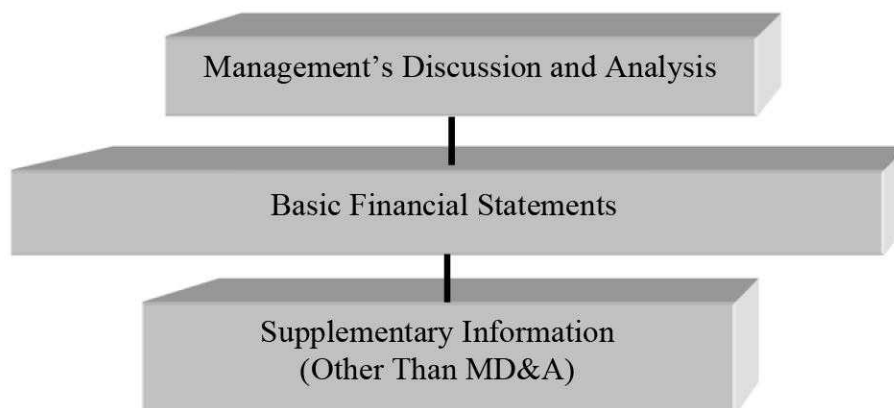 Management’s Discussion and Analysis
Basic Financial Statements
Supplementary Information
(Other Than MD&A)